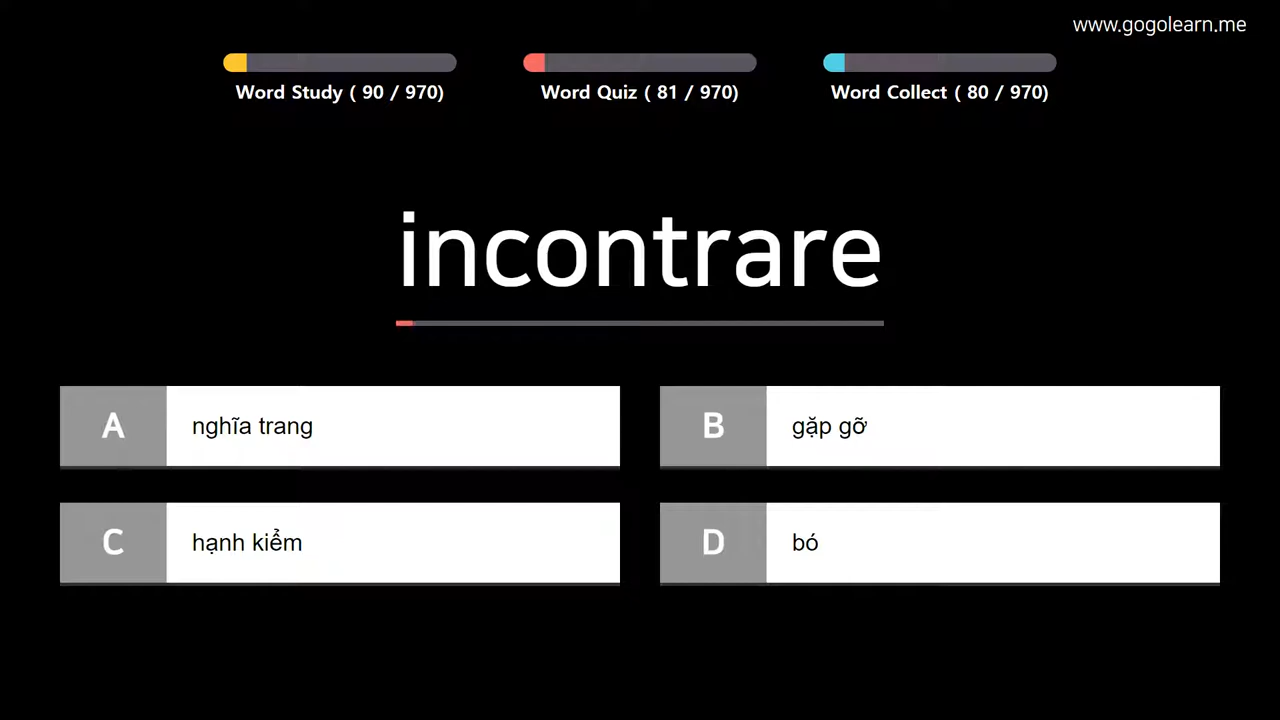 www.gogolearn.me
Word Study ( 90 / 970)
Word Quiz ( 81 / 970)
Word Collect ( 80 / 970)
incontrare
A nghĩa trang
B gặp gỡ
C hạnh kiểm
D bó